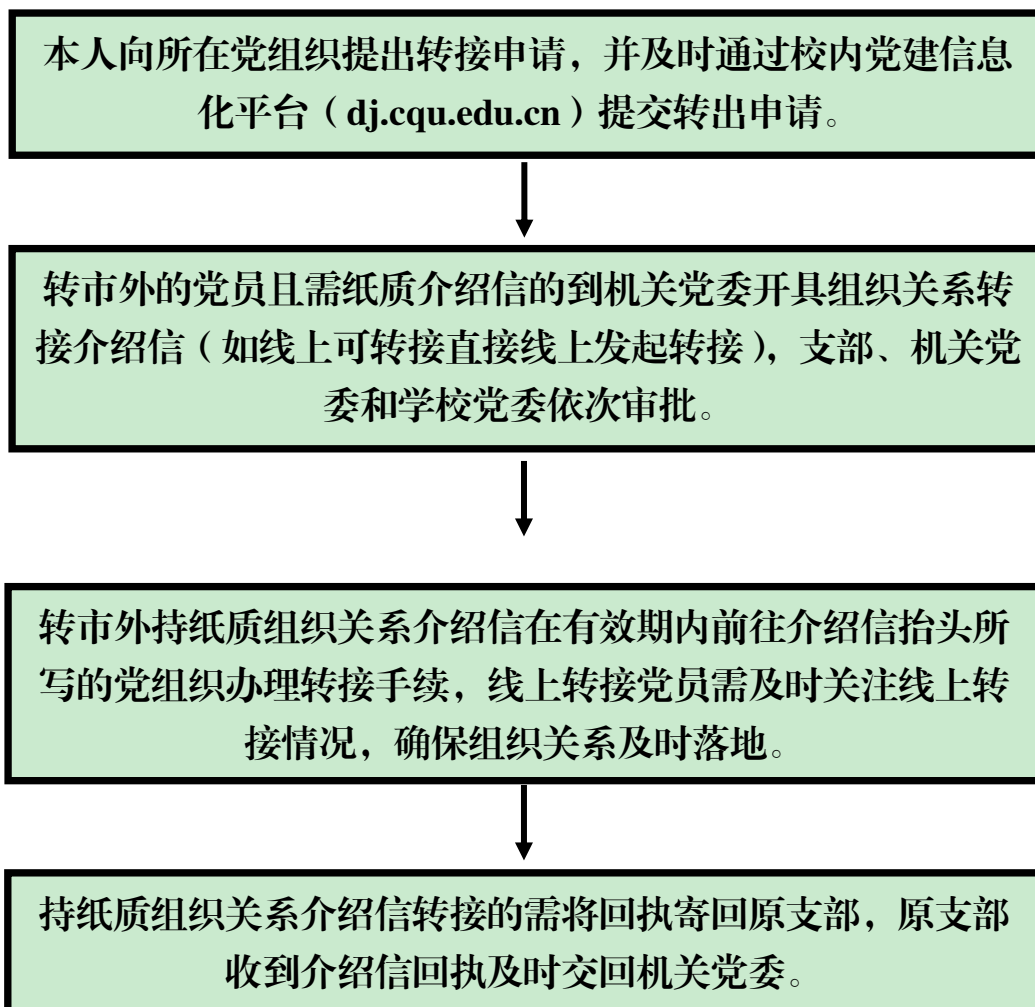 本人向所在党组织提出转接申请，并及时通过校内党建信息
化平台（dj.cqu.edu.cn）提交转出申请。
转市外的党员且需纸质介绍信的到机关党委开具组织关系转
接介绍信（如线上可转接直接线上发起转接），支部、机关党
委和学校党委依次审批。
转市外持纸质组织关系介绍信在有效期内前往介绍信抬头所
写的党组织办理转接手续，线上转接党员需及时关注线上转
接情况，确保组织关系及时落地。
持纸质组织关系介绍信转接的需将回执寄回原支部，原支部
收到介绍信回执及时交回机关党委。